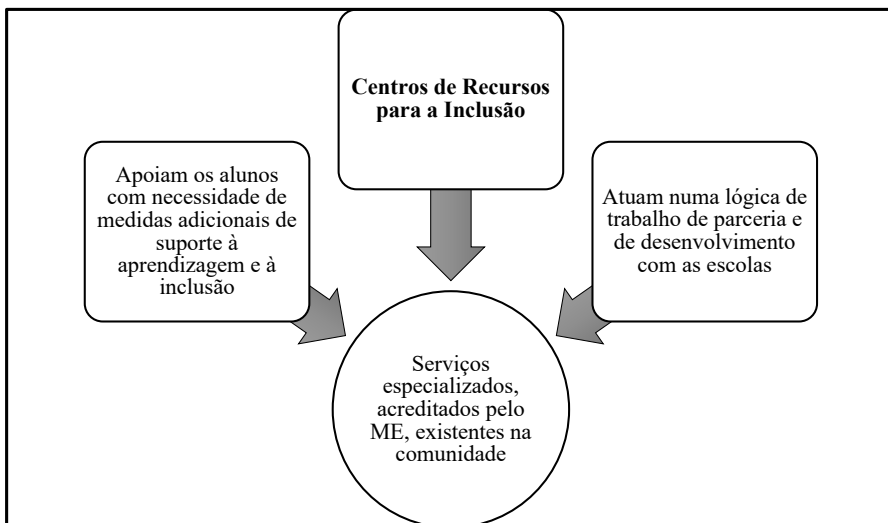 Centros de Recursos
para a Inclusão
Apoiam os alunos
com necessidade de
medidas adicionais de
suporte à
aprendizagem e à
inclusão
Atuam numa lógica de
trabalho de parceria e
de desenvolvimento
com as escolas
Serviços
especializados,
acreditados pelo
ME, existentes na
comunidade